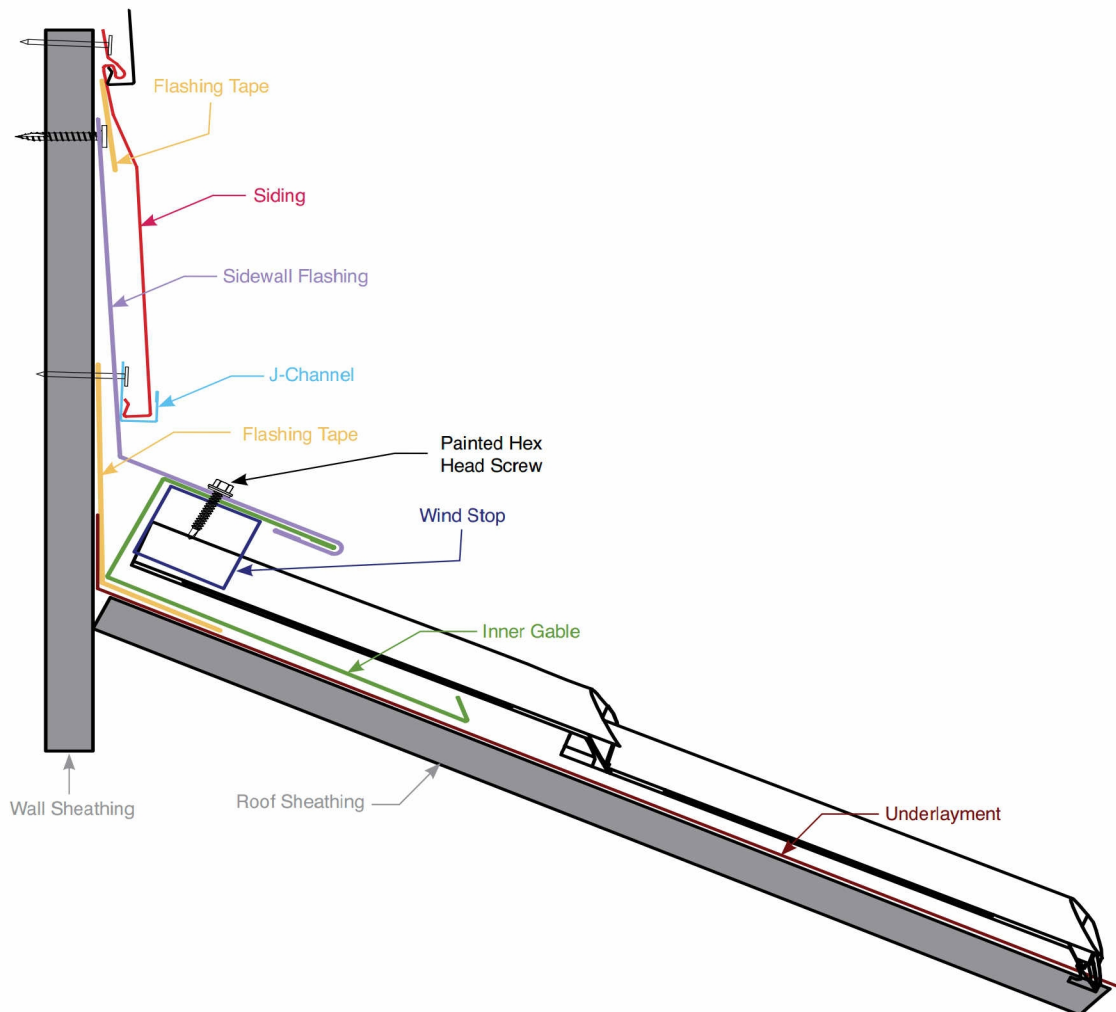 Flashing Tape
Siding
Sidewall Flashing
J-Channel
Flashing Tape
Painted Hex
Head Screw
Wind Stop
Inner Gable
Wall Sheathing
Roof Sheathing
Underlayment